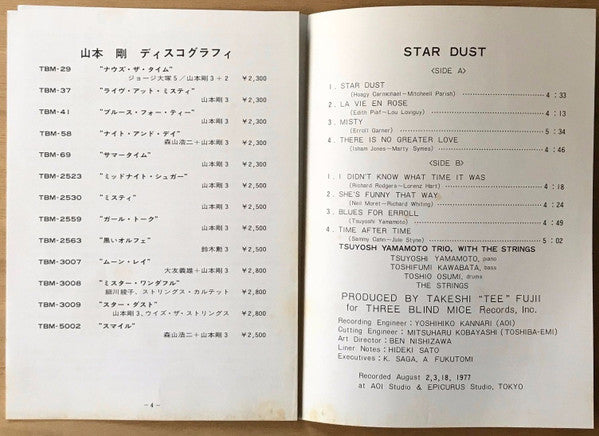 山本 剛 ディスコグラフィ
TBM-29 "ナウズ・ザ・タイム"
ジョージ大塚5／山本剛3＋2 ¥2,300
TBM-37 "ライヴ・アット・ミスティ"
山本剛3 ¥2,300
TBM-41 "ブルース・フォー・ティー"
山本剛3 ¥2,300
TBM-58 "ナイト・アンド・デイ"
森山浩二＋山本剛3 ¥2,300
TBM-69 "サマータイム"
山本剛3 ¥2,300
TBM-2523 "ミッドナイト・シュガー"
山本剛3 ¥2,500
TBM-2530 "ミスティ"
山本剛3 ¥2,500
TBM-2559 "ガール・トーク"
山本剛3 ¥2,500
TBM-2563 "黒いオルフェ"
鈴木勲3 ¥2,500
TBM-3007 "ムーン・レイ"
大友義雄＋山本剛3 ¥2,800
TBM-3008 "ミスター・ワンダフル"
細川綾子、ストリングス・カルテット ¥2,800
TBM-3009 "スター・ダスト"
山本剛3、ウイズ・ザ・ストリングス ¥2,800
TBM-5002 "スマイル"
森山浩二＋山本剛3 ¥2,500
-4-
STAR DUST
〈SIDE A〉
1. STAR DUST
(Hoagy Carmichael-Mitcheell Parish) 4:33
2. LA VIE EN ROSE
(Edith Piaf-Lou Loviguy) 4:13
3. MISTY
(Erroll Garner) 5:34
4. THERE IS NO GREATER LOVE
(Isham Jones-Marty Symes) 4:46
〈SIDE B〉
1. I DIDN'T KNOW WHAT TIME IT WAS
(Richard Rodgers-Lorenz Hart) 4:18
2. SHE'S FUNNY THAT WAY
(Neil Moret-Richard Whiting) 4:24
3. BLUES FOR ERROLL
(Tsuyoshi Yamamoto) 4:49
4. TIME AFTER TIME
(Sammy Cann-Jule Styne) 5:02
TSUYOSH YAMAMOTO TRIO, WITH THE STRINGS
TSUYOSHI YAMAMOTO, piano
TOSHIFUMI KAWABATA, bass
TOSHIO OSUMI, drums
THE STRINGS
PRODUCED BY TAKESHI "TEE" FUJII
for THREE BLIND MICE Records, Inc.
Recording Engineer : YOSHIHIKO KANNARI (AOI)
Cutting Engineer : MITSUHARU KOBAYASHI (TOSHIBA-EMI)
Art Director : BEN NISHIZAWA
Liner Notes : HIDEKI SATO
Executives : K. SAGA, A FUKUTOMI
Recorded August 2,3,18, 1977
at AOI Studio & EPICURUS Studio, TOKYO